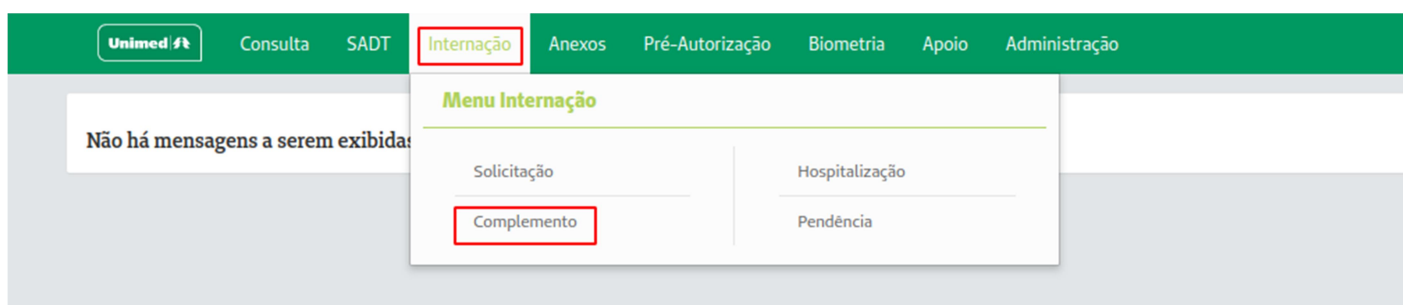 Unimed Consulta SADT Internação Anexos Pré-Autorização Biometria Apoio Administração
Menu Internação
Não há mensagens a serem exibidas
Solicitação Hospitalização
Complemento Pendência